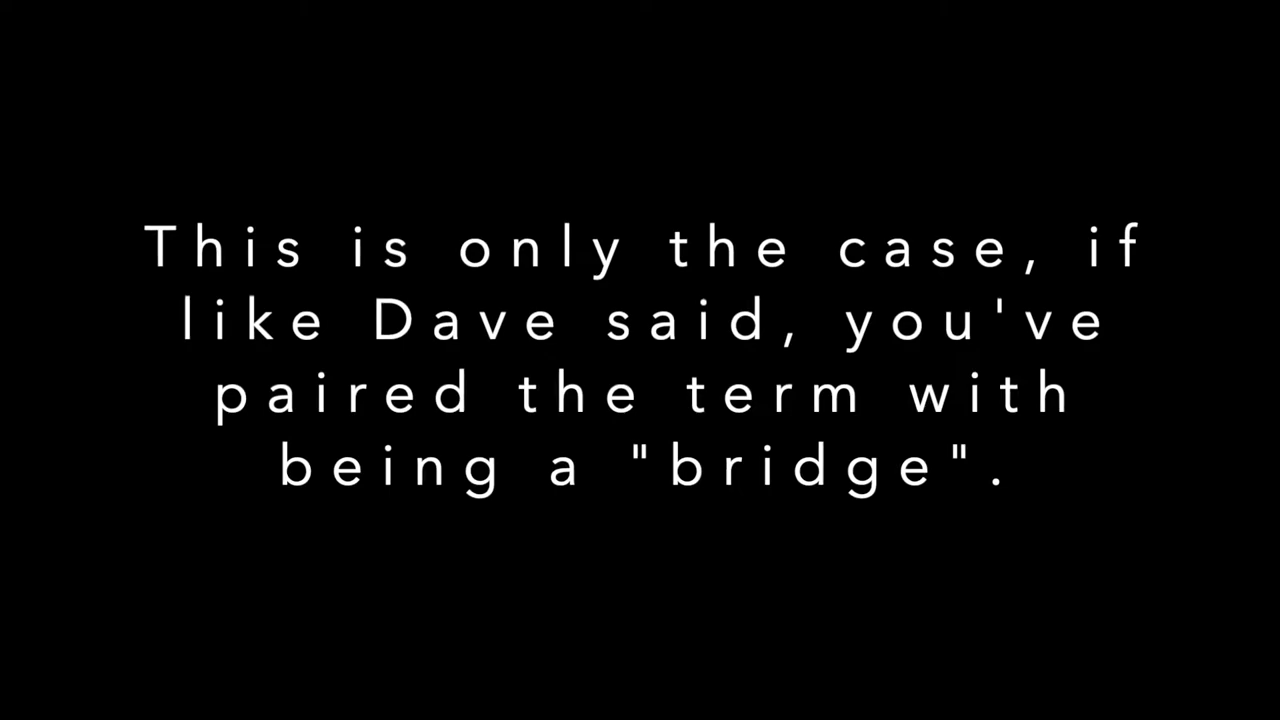 This is only the case, if
like Dave said, you've
paired the term with
being a "bridge".